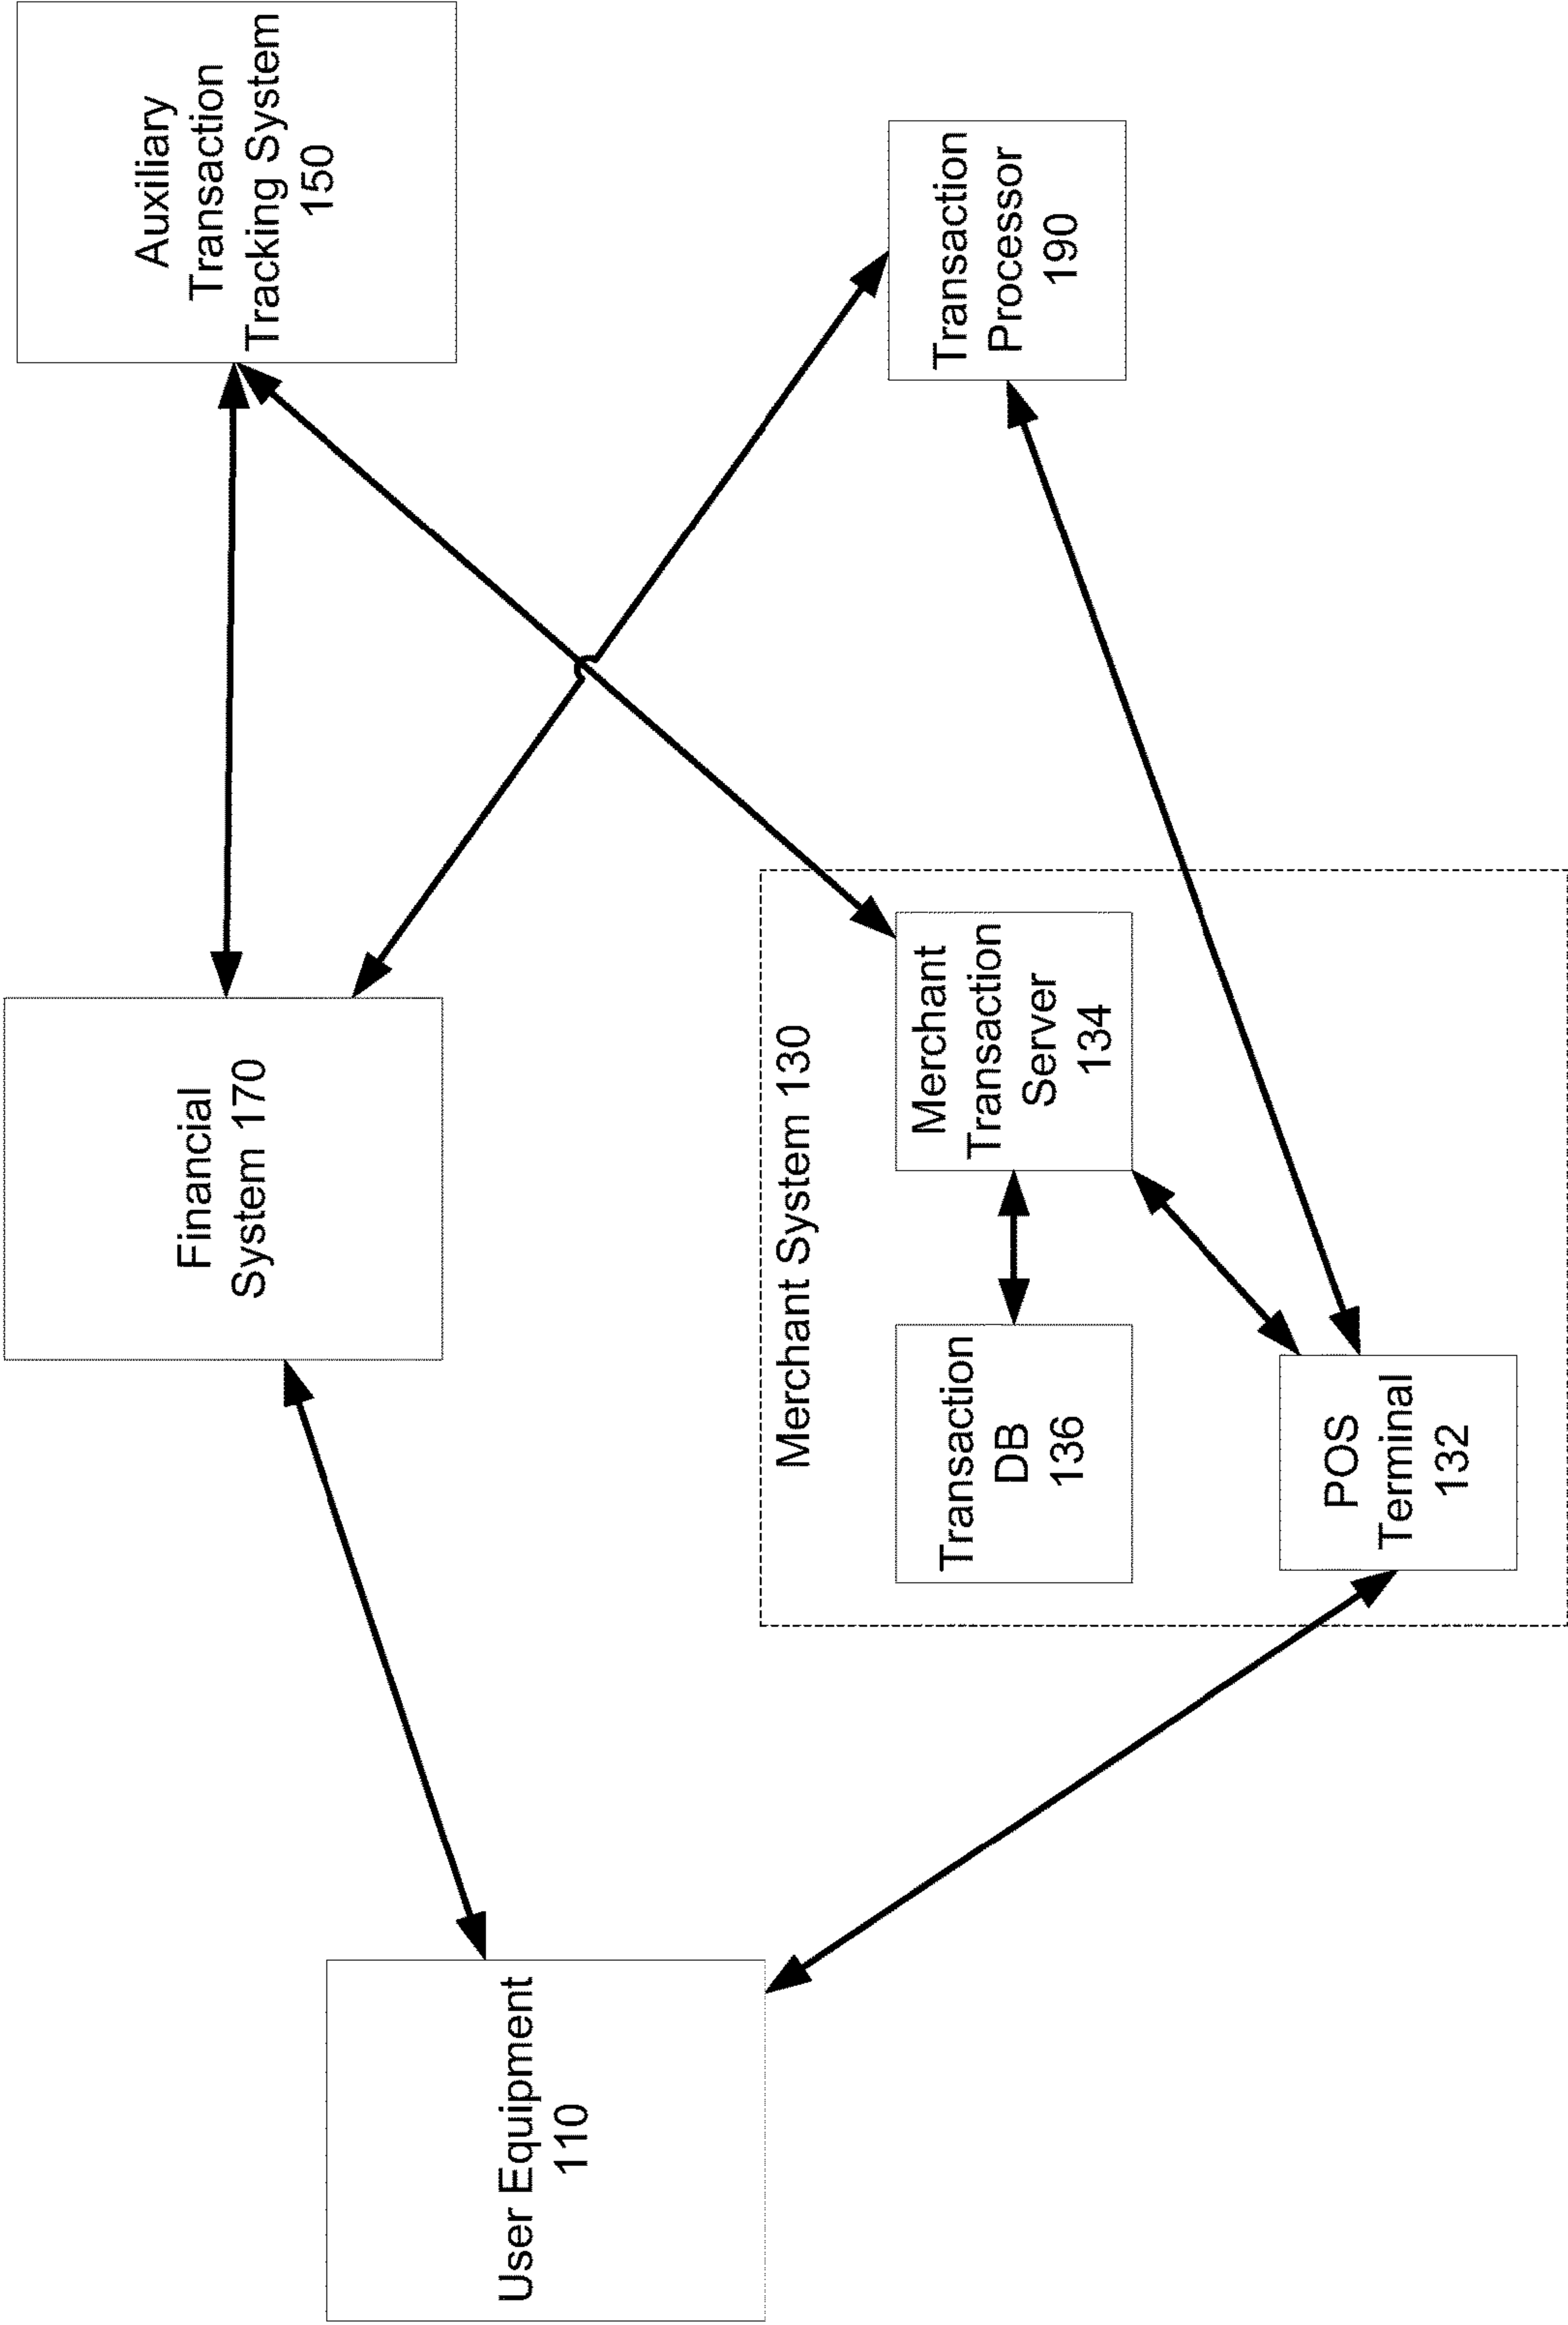 Financial
System 170
Auxiliary
Transaction
Tracking System
150
User Equipment
110
Merchant System 130
Transaction
DB
136
Merchant
Transaction
Server
134
Transaction
Processor
190
POS
Terminal
132